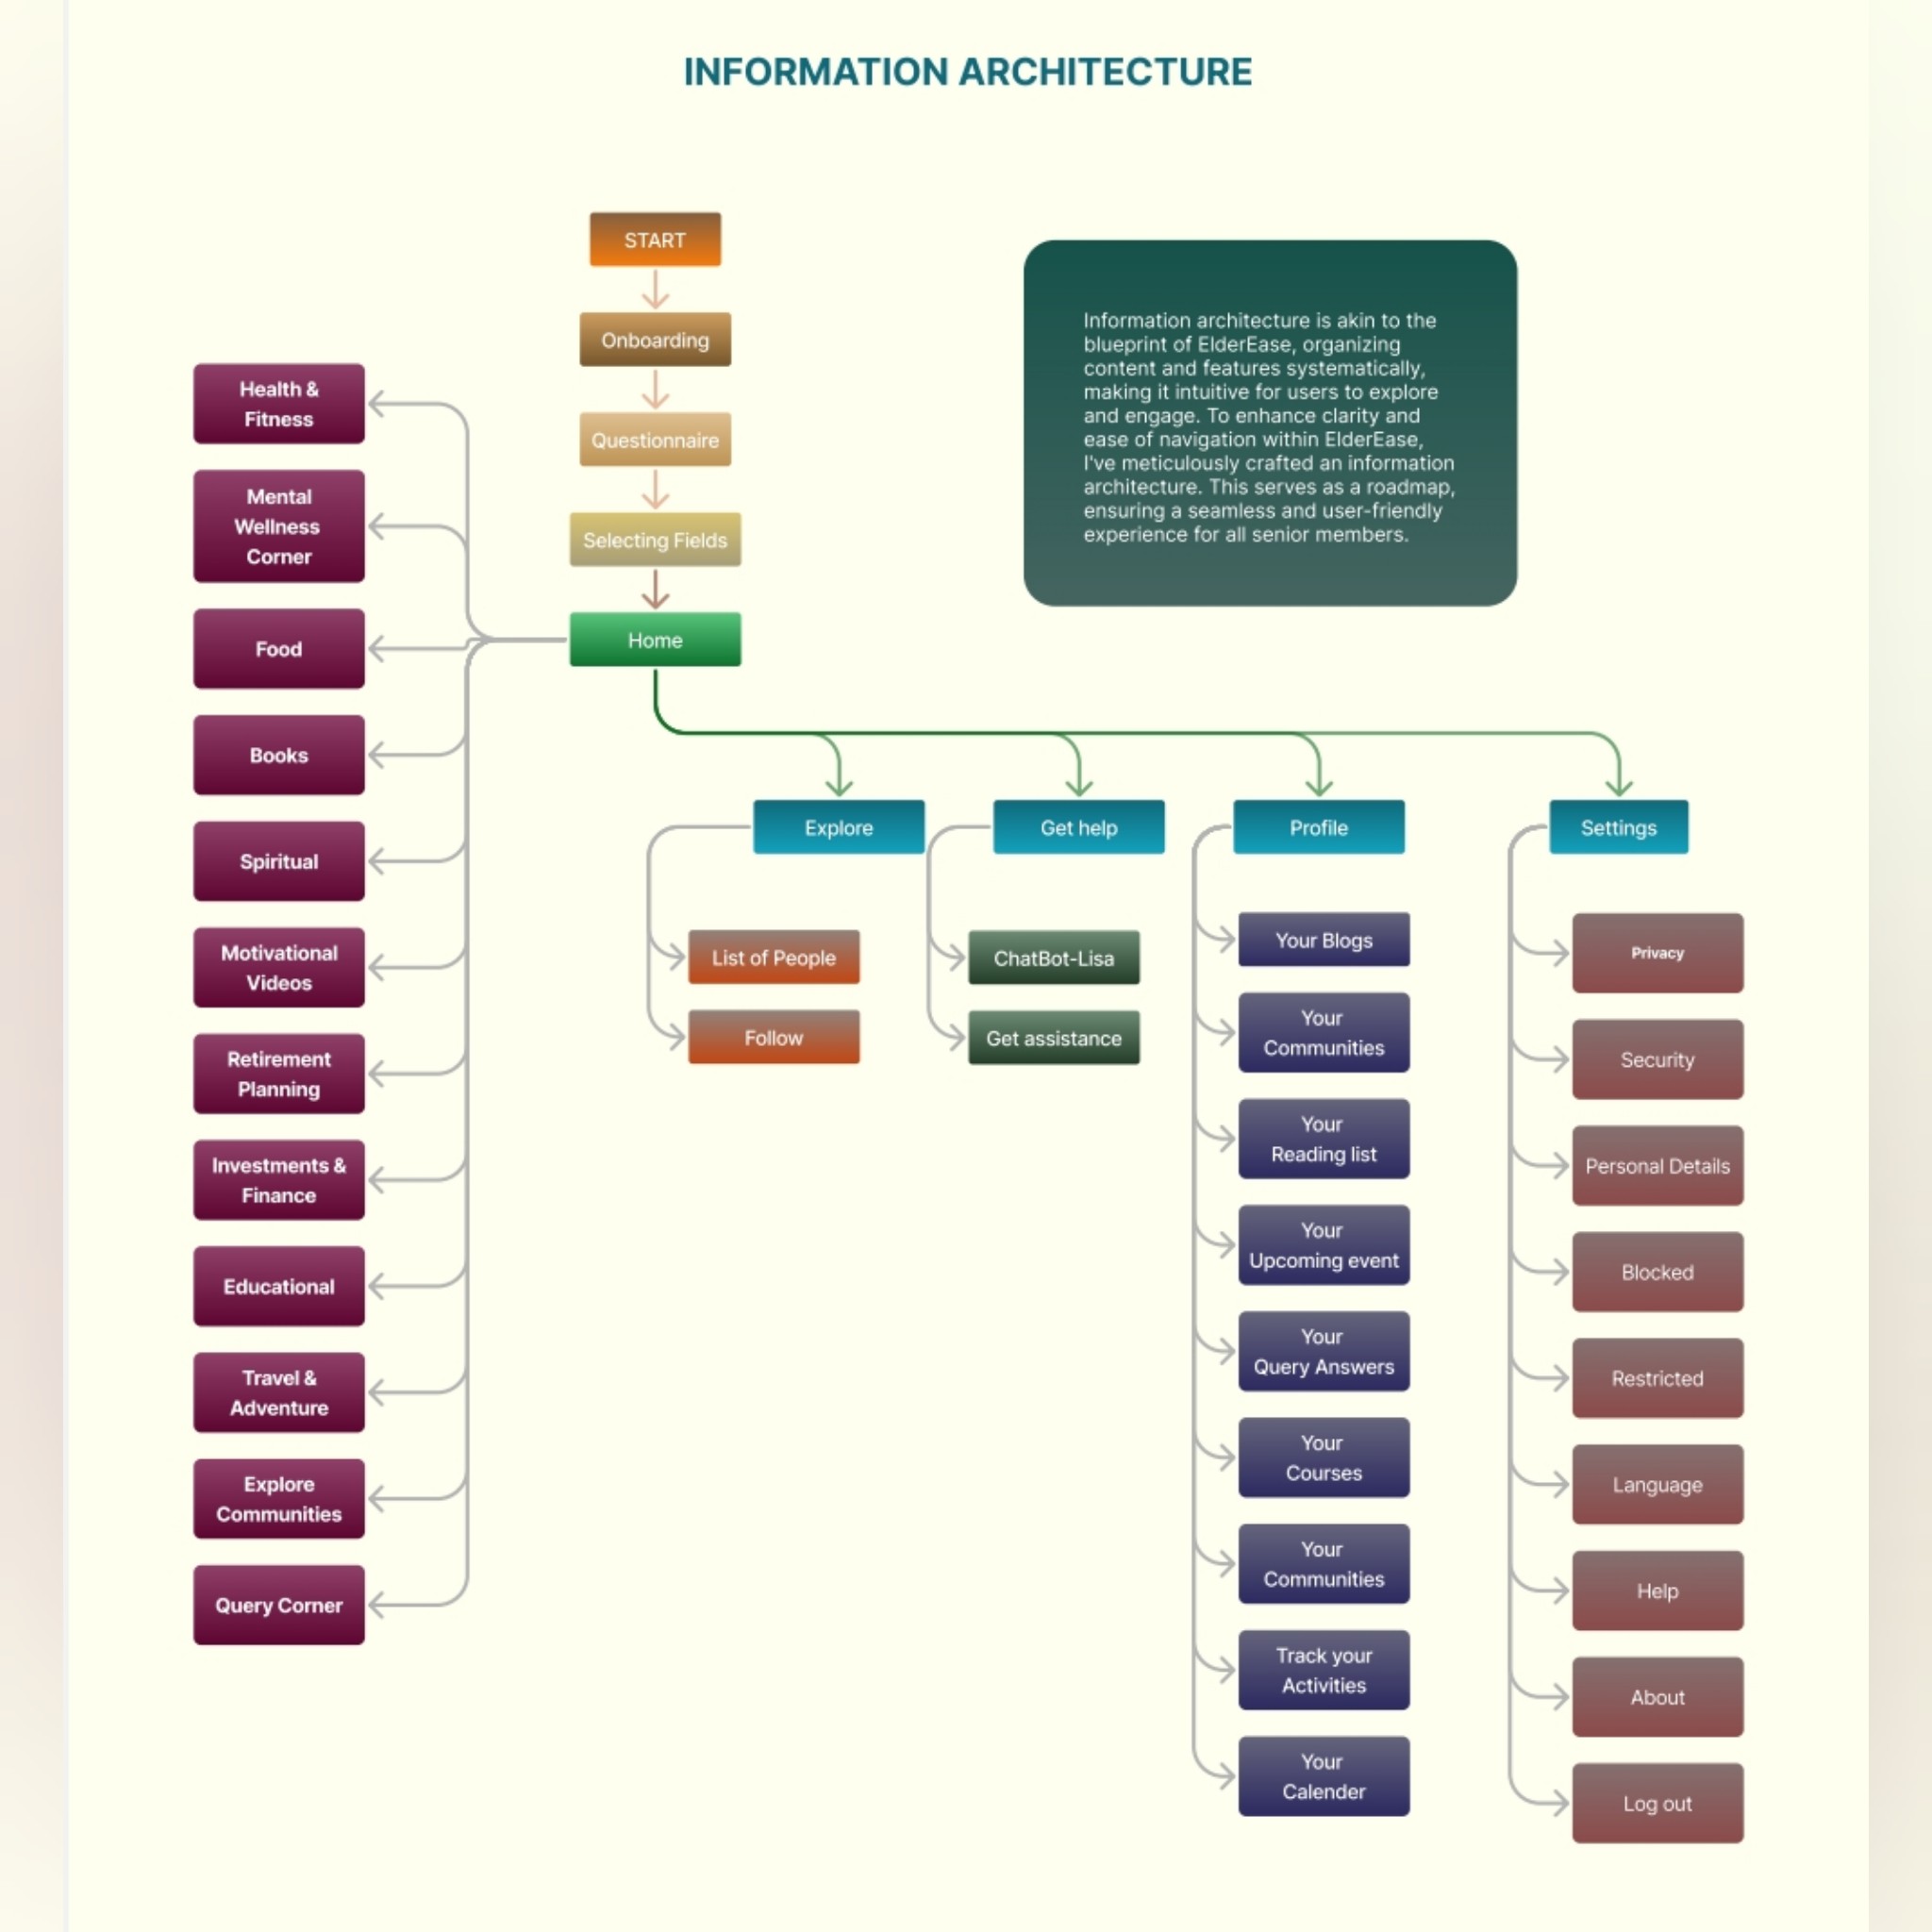 INFORMATION ARCHITECTURE
START
Onboarding
Questionnaire
Selecting Fields
Home
Information architecture is akin to the
blueprint of ElderEase, organizing
content and features systematically,
making it intuitive for users to explore
and engage. To enhance clarity and
ease of navigation within ElderEase,
I've meticulously crafted an information
architecture. This serves as a roadmap,
ensuring a seamless and user-friendly
experience for all senior members.
Health &
Fitness
Mental
Wellness
Corner
Food
Books
Spiritual
Motivational
Videos
Retirement
Planning
Investments &
Finance
Educational
Travel &
Adventure
Explore
Communities
Query Corner
Explore
List of People
Follow
Get help
ChatBot-Lisa
Get assistance
Profile
Your Blogs
Your
Communities
Your
Reading list
Your
Upcoming event
Your
Query Answers
Your
Courses
Your
Communities
Track your
Activities
Your
Calender
Settings
Privacy
Security
Personal Details
Blocked
Restricted
Language
Help
About
Log out